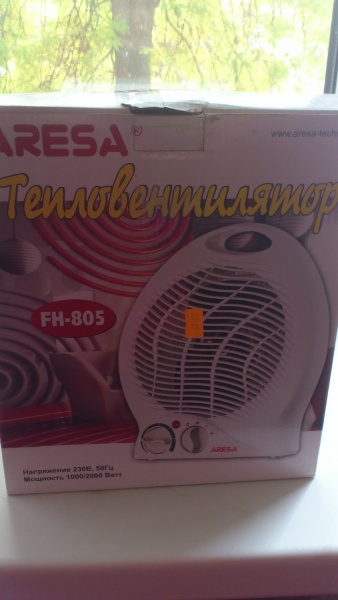 ARESA®
www.aresa-tech
Тепловентилятор
FH-805
ARESA
Напряжение 230В, 50Гц
Мощность 1000/2000 Ватт